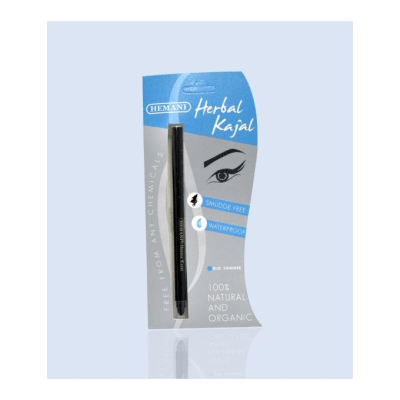 HEMANI
Herbal
Kajal
SMUDGE FREE
WATERPROOF
100%
NATURAL
AND
ORGANIC
FREE FROM ANY CHEMICALS